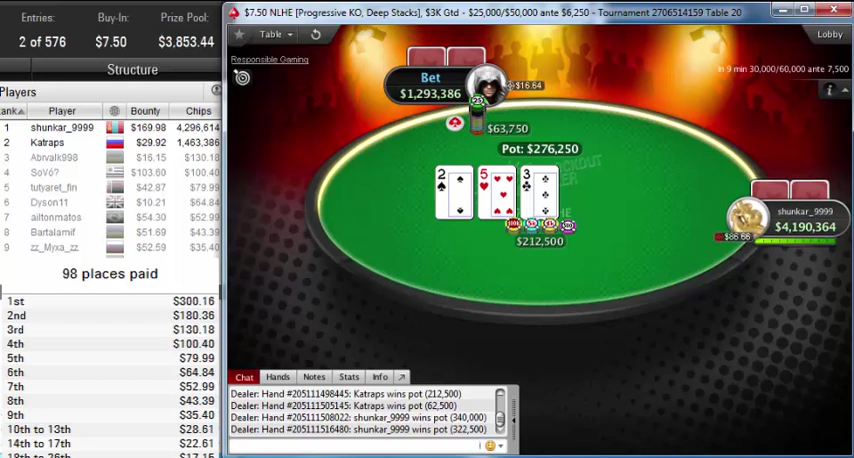 Entries: Buy-In: Prize Pool:
2 of 576 $7.50 $3,853.44
Structure
Players
Rank Player Bounty Chips
1 shunkar_9999 $169.98 4,296,614
2 Katraps $29.92 1,463,386
3 Abrvalk998 $16.15 $130.18
4 SoVó? $103.60 $100.40
5 tutyaret_fin $42.87 $79.99
6 Dyson11 $10.21 $64.84
7 ailtonmatos $54.30 $52.99
8 Bartalamif $51.69 $43.39
9 zz_Myxa_zz $52.59 $35.40
98 places paid
1st $300.16
2nd $180.36
3rd $130.18
4th $100.40
5th $79.99
6th $64.84
7th $52.99
8th $43.39
9th $35.40
10th to 13th $28.61
14th to 17th $22.61
18th to 26th $17.15
$7.50 NLHE [Progressive KO, Deep Stacks], $3K Gtd - $25,000/$50,000 ante $6,250 - Tournament 2706514159 Table 20
Table
Lobby
Responsible Gaming
In 9 min 30,000/60,000 ante 7,500
Bet
$1,293,386
$16.64
$63,750
Pot: $276,250
2 5 3
$212,500
shunkar_9999
$4,190,364
$86.66
Chat Hands Notes Stats Info
Dealer: Hand #205111498445: Katraps wins pot (212,500)
Dealer: Hand #205111505145: Katraps wins pot (62,500)
Dealer: Hand #205111508022: shunkar_9999 wins pot (340,000)
Dealer: Hand #205111516480: shunkar_9999 wins pot (322,500)